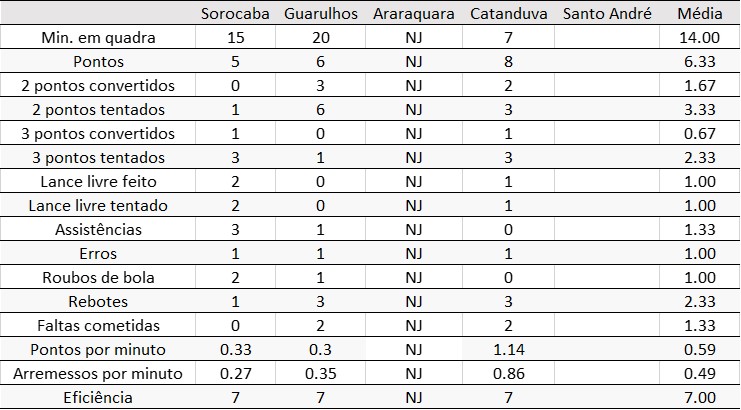 Sorocaba Guarulhos Araraquara Catanduva Santo André Média
Min. em quadra 15 20 NJ 7 14.00
Pontos 5 6 NJ 8 6.33
2 pontos convertidos 0 3 NJ 2 1.67
2 pontos tentados 1 6 NJ 3 3.33
3 pontos convertidos 1 0 NJ 1 0.67
3 pontos tentados 3 1 NJ 3 2.33
Lance livre feito 2 0 NJ 1 1.00
Lance livre tentado 2 0 NJ 1 1.00
Assistências 3 1 NJ 0 1.33
Erros 1 1 NJ 1 1.00
Roubos de bola 2 1 NJ 0 1.00
Rebotes 1 3 NJ 3 2.33
Faltas cometidas 0 2 NJ 2 1.33
Pontos por minuto 0.33 0.3 NJ 1.14 0.59
Arremessos por minuto 0.27 0.35 NJ 0.86 0.49
Eficiência 7 7 NJ 7 7.00